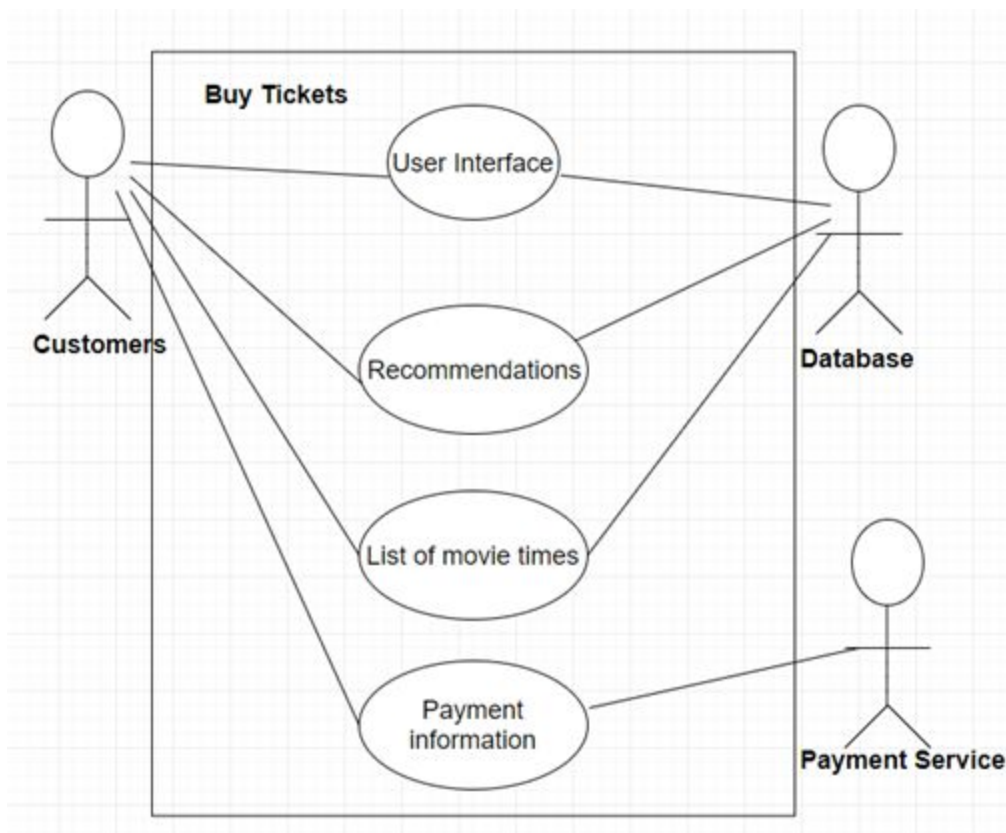 Buy Tickets
User Interface
Customers
Recommendations
Database
List of movie times
Payment
information
Payment Service